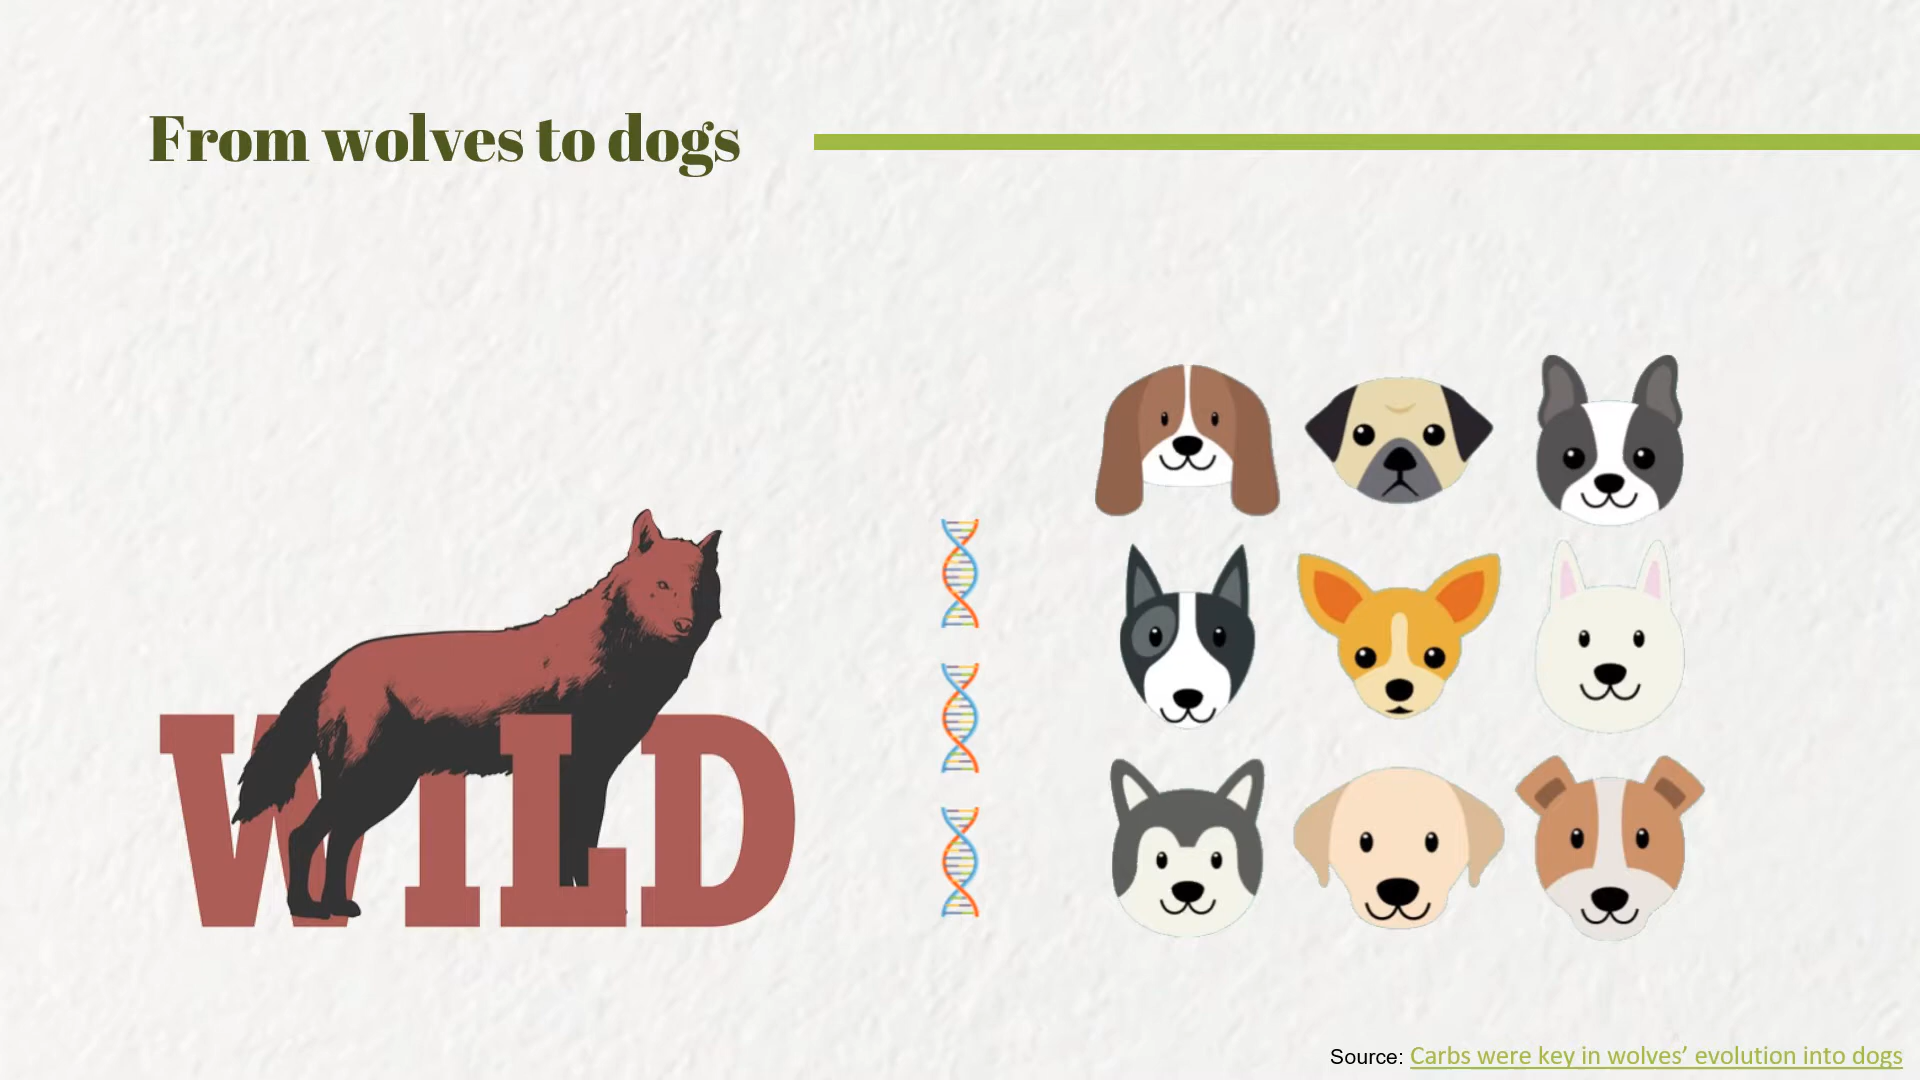 From wolves to dogs
WILD
Source: Carbs were key in wolves’ evolution into dogs